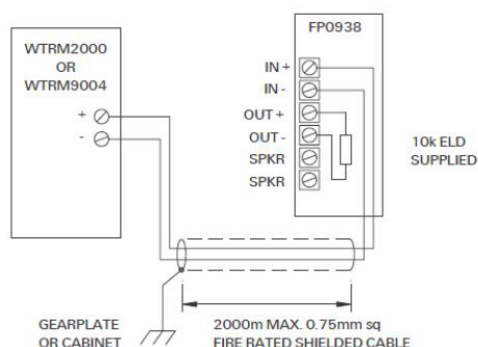 WTRM2000
OR
WTRM9004
+
-
FP0938
IN +
IN -
OUT +
OUT -
SPKR
SPKR
10k ELD
SUPPLIED
GEARPLATE
OR CABINET
2000m MAX. 0.75mm sq
FIRE RATED SHIELDED CABLE